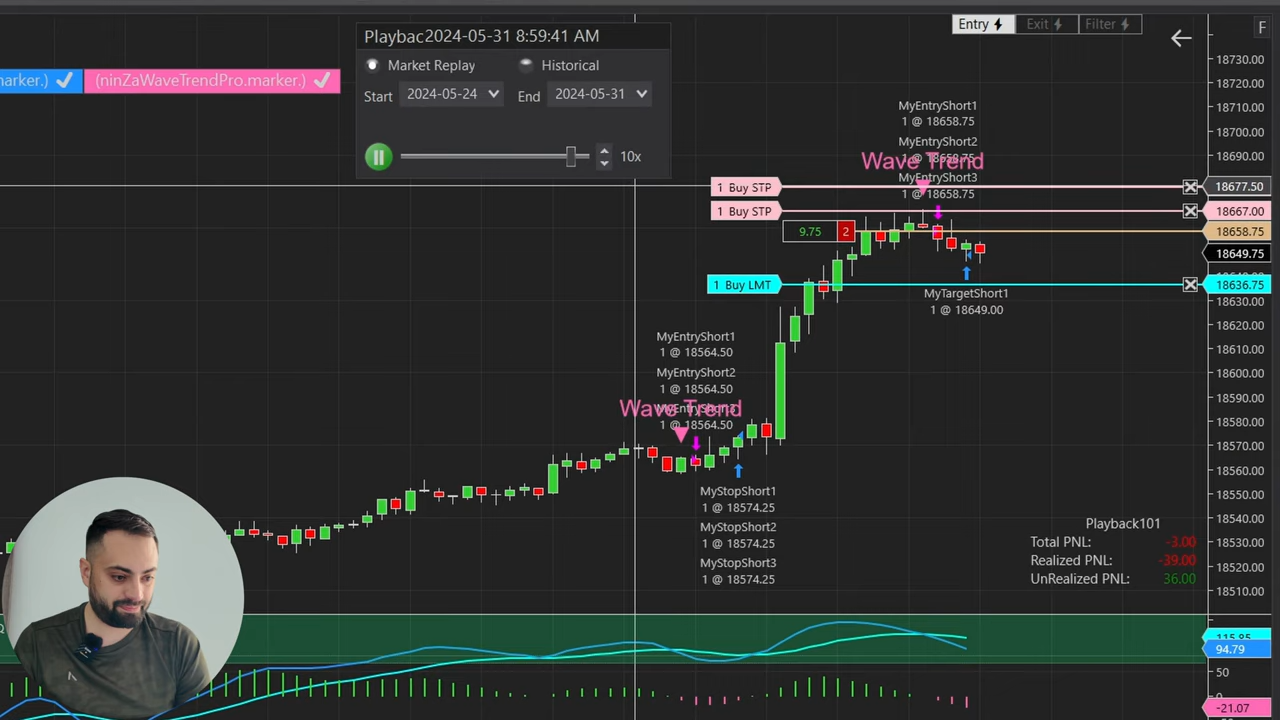 Entry Exit Filter F
Playbac2024-05-31 8:59:41 AM
Market Replay Historical
Start 2024-05-24 End 2024-05-31
10x
narker.) (ninZaWaveTrendPro.marker.)
18730.00
18720.00
18710.00
18700.00
18690.00
18677.50
18667.00
18658.75
18649.75
18636.75
18630.00
18620.00
18610.00
18600.00
18590.00
18580.00
18570.00
18560.00
18550.00
18540.00
18530.00
18520.00
18510.00
MyEntryShort1
1 @ 18658.75
MyEntryShort2
1 @ 18658.75
Wave Trend
MyEntryShort3
1 @ 18658.75
1 Buy STP
1 Buy STP
9.75 2
1 Buy LMT
MyTargetShort1
1 @ 18649.00
MyEntryShort1
1 @ 18564.50
MyEntryShort2
1 @ 18564.50
Wave Trend
MyEntryShort3
1 @ 18564.50
MyStopShort1
1 @ 18574.25
MyStopShort2
1 @ 18574.25
MyStopShort3
1 @ 18574.25
Playback101
Total PNL: -3.00
Realized PNL: -39.00
UnRealized PNL: 36.00
115.85
94.79
50
0
-21.07